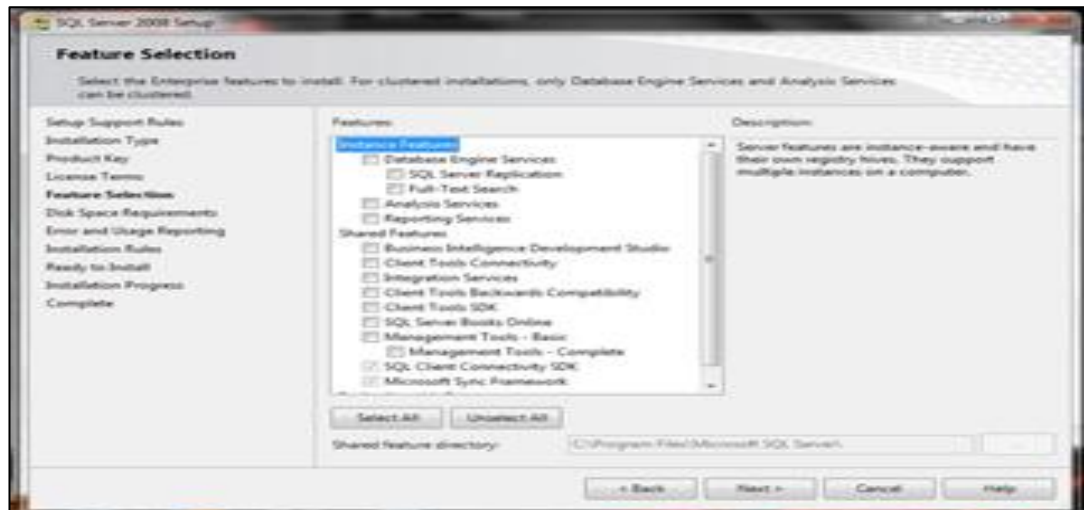 SQL Server 2008 Setup
Feature Selection
Select the Enterprise features to install. For clustered installations, only Database Engine Services and Analysis Services
can be clustered.
Setup Support Rules
Installation Type
Product Key
License Terms
Feature Selection
Disk Space Requirements
Error and Usage Reporting
Installation Rules
Ready to Install
Installation Progress
Complete
Features:
Instance Features
Database Engine Services
SQL Server Replication
Full-Text Search
Analysis Services
Reporting Services
Shared Features
Business Intelligence Development Studio
Client Tools Connectivity
Integration Services
Client Tools Backwards Compatibility
Client Tools SDK
SQL Server Books Online
Management Tools - Basic
Management Tools - Complete
SQL Client Connectivity SDK
Microsoft Sync Framework
Select All
Unselect All
Description:
Server features are instance-aware and have
their own registry hives. They support
multiple instances on a computer.
Shared feature directory:
C:\Program Files\Microsoft SQL Server\
...
< Back
Next >
Cancel
Help